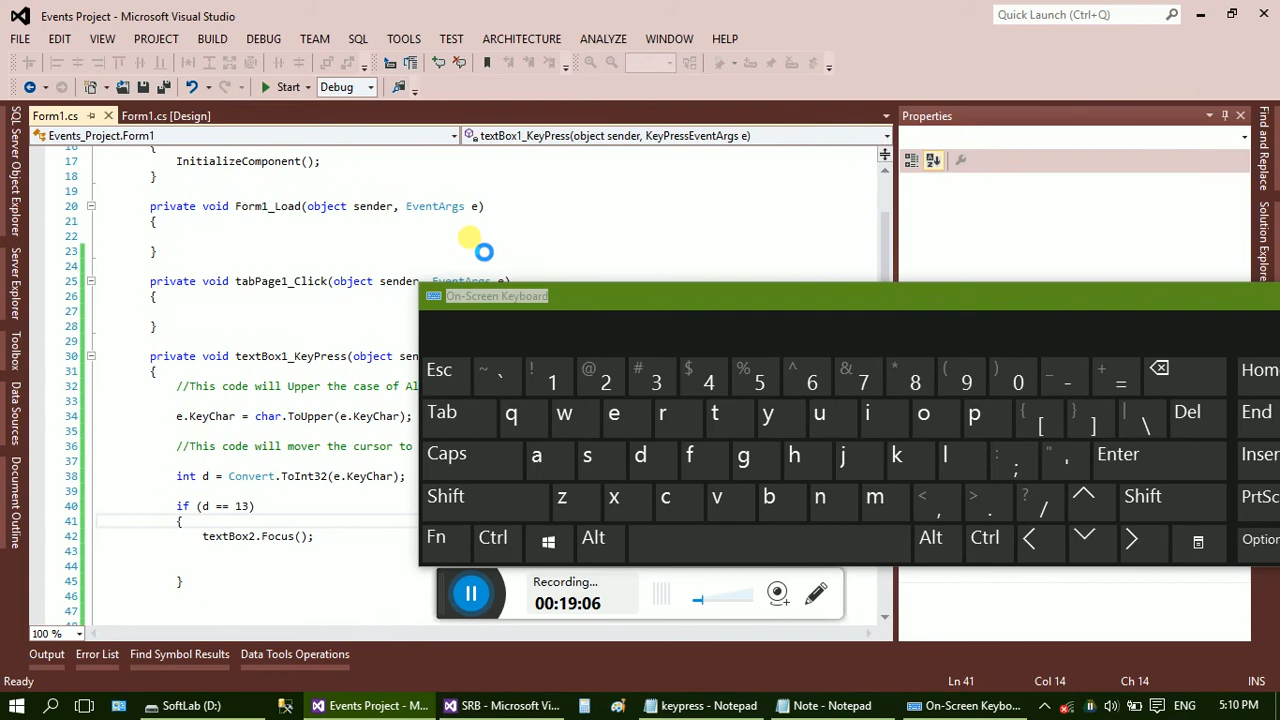 Events Project - Microsoft Visual Studio
Quick Launch (Ctrl+Q)
FILE EDIT VIEW PROJECT BUILD DEBUG TEAM SQL TOOLS TEST ARCHITECTURE ANALYZE WINDOW HELP
Start Debug
Form1.cs Form1.cs [Design]
Properties
Events_Project.Form1 textBox1_KeyPress(object sender, KeyPressEventArgs e)
SQL Server Object Explorer
Server Explorer
Toolbox
Data Sources
Document Outline
Find and Replace
Solution Explorer
16 {
17 InitializeComponent();
18 }
19
20 private void Form1_Load(object sender, EventArgs e)
21 {
22
23 }
24
25 private void tabPage1_Click(object sender, EventArgs e)
26 {
27
28 }
29
30 private void textBox1_KeyPress(object sen
31 {
32 //This code will Upper the case of Al
33
34 e.KeyChar = char.ToUpper(e.KeyChar);
35
36 //This code will mover the cursor to
37
38 int d = Convert.ToInt32(e.KeyChar);
39
40 if (d == 13)
41 {
42 textBox2.Focus();
43
44
45 }
46
47
On-Screen Keyboard
Esc ~ ` ! 1 @ 2 # 3 $ 4 % 5 ^ 6 & 7 * 8 ( 9 ) 0 _ - + = Home
Tab q w e r t y u i o p { [ } ] | \ Del End
Caps a s d f g h j k l : ; " ' Enter Inser
Shift z x c v b n m < , > . ? / Shift PrtSc
Fn Ctrl Alt Alt Ctrl Option
Recording...
00:19:06
100 %
Output Error List Find Symbol Results Data Tools Operations
Ready Ln 41 Col 14 Ch 14 INS
SoftLab (D:) Events Project - M... SRB - Microsoft V... keypress - Notepad Note - Notepad On-Screen Keybo... 5:10 PM